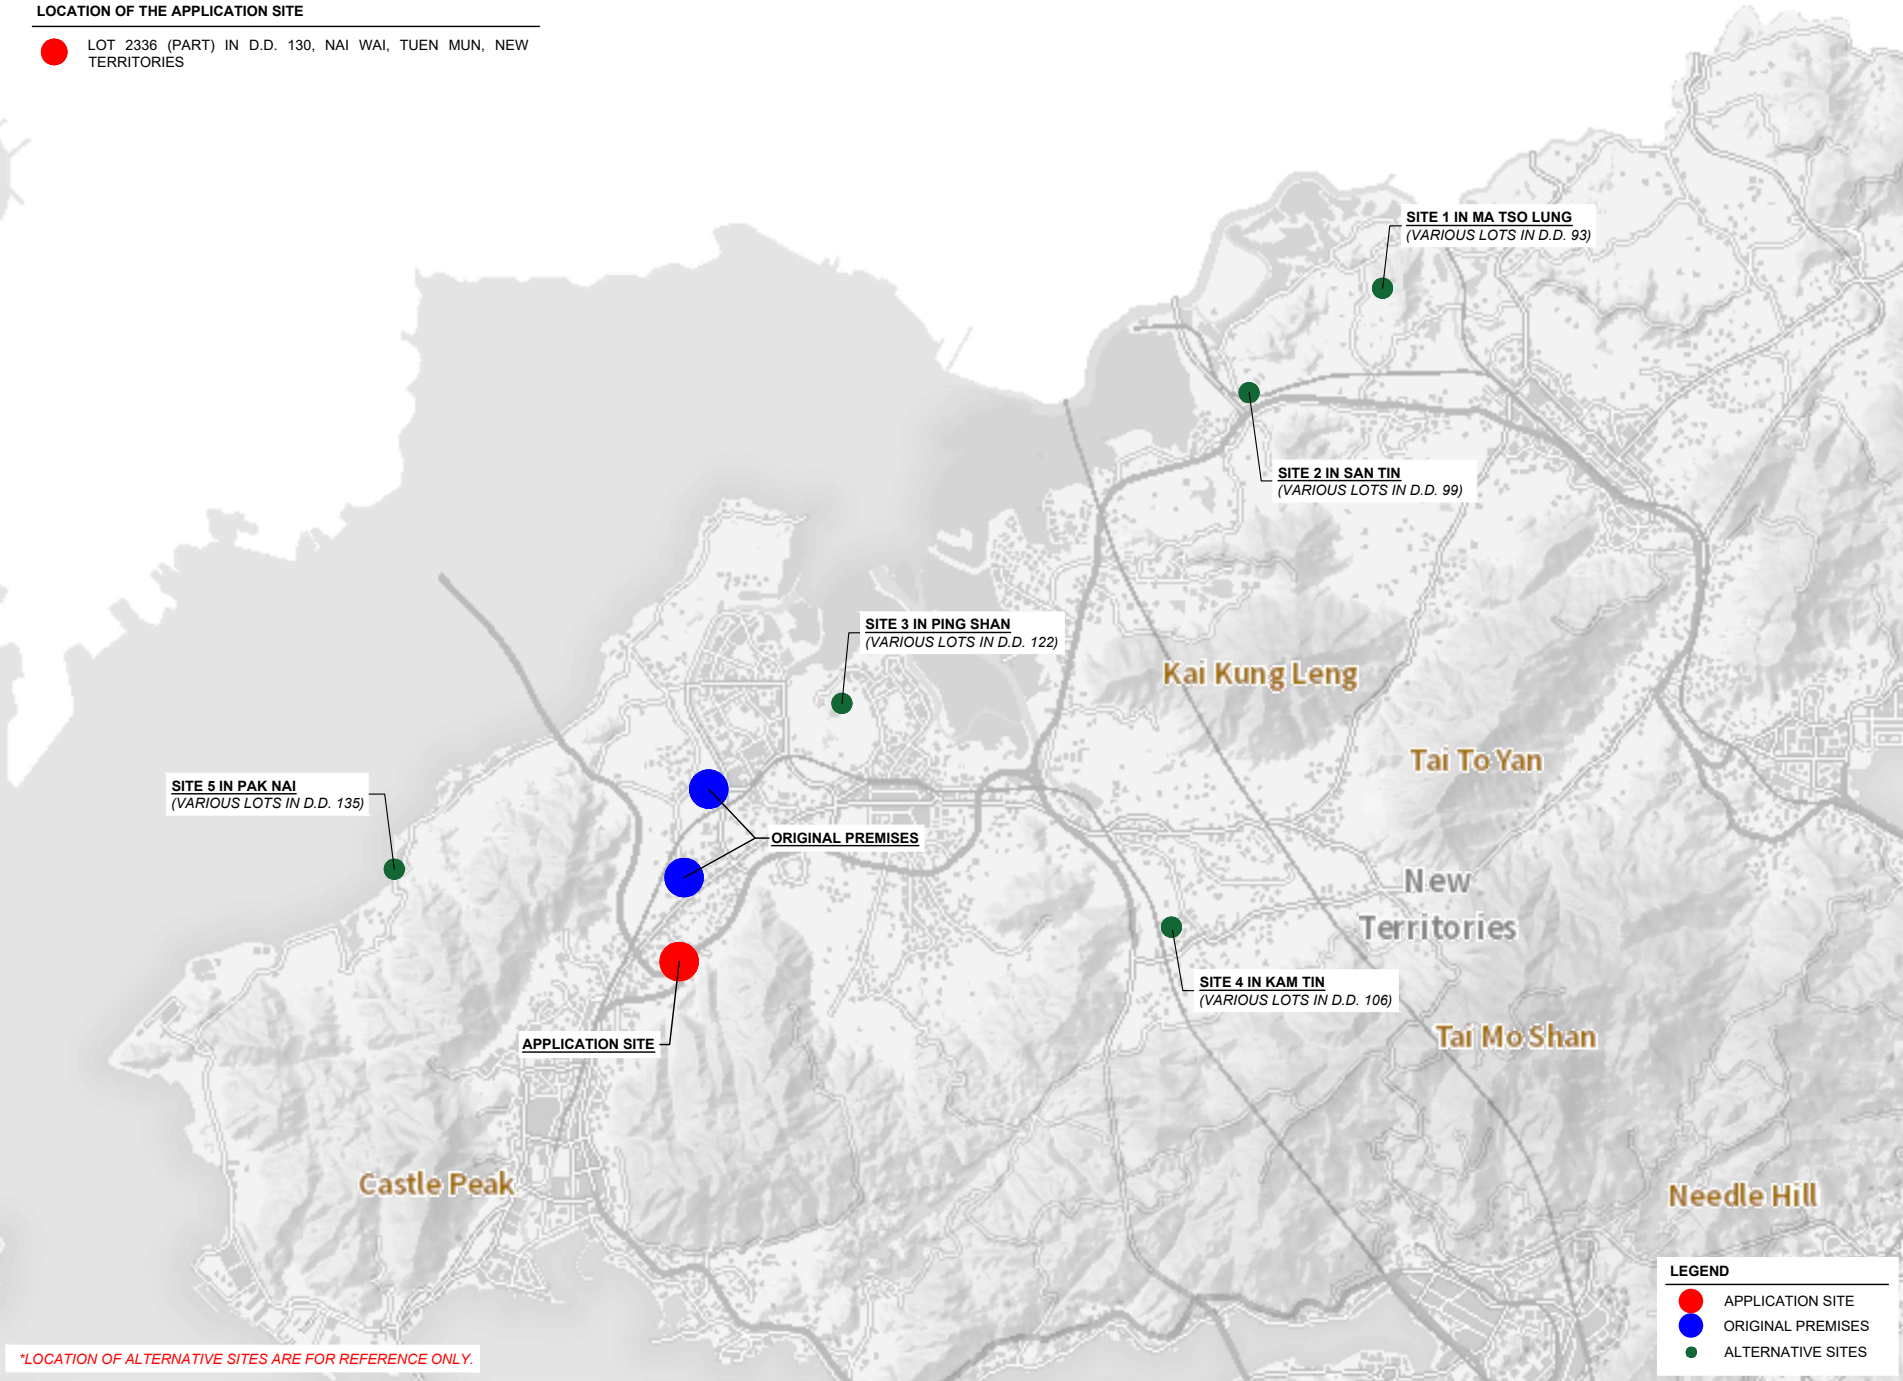 LOCATION OF THE APPLICATION SITE
LOT 2336 (PART) IN D.D. 130, NAI WAI, TUEN MUN, NEW
TERRITORIES
SITE 1 IN MA TSO LUNG
(VARIOUS LOTS IN D.D. 93)
SITE 2 IN SAN TIN
(VARIOUS LOTS IN D.D. 99)
SITE 3 IN PING SHAN
(VARIOUS LOTS IN D.D. 122)
Kai Kung Leng
Tai To Yan
SITE 5 IN PAK NAI
(VARIOUS LOTS IN D.D. 135)
ORIGINAL PREMISES
New
Territories
SITE 4 IN KAM TIN
(VARIOUS LOTS IN D.D. 106)
APPLICATION SITE
Tai Mo Shan
Castle Peak
Needle Hill
LEGEND
APPLICATION SITE
ORIGINAL PREMISES
ALTERNATIVE SITES
*LOCATION OF ALTERNATIVE SITES ARE FOR REFERENCE ONLY.